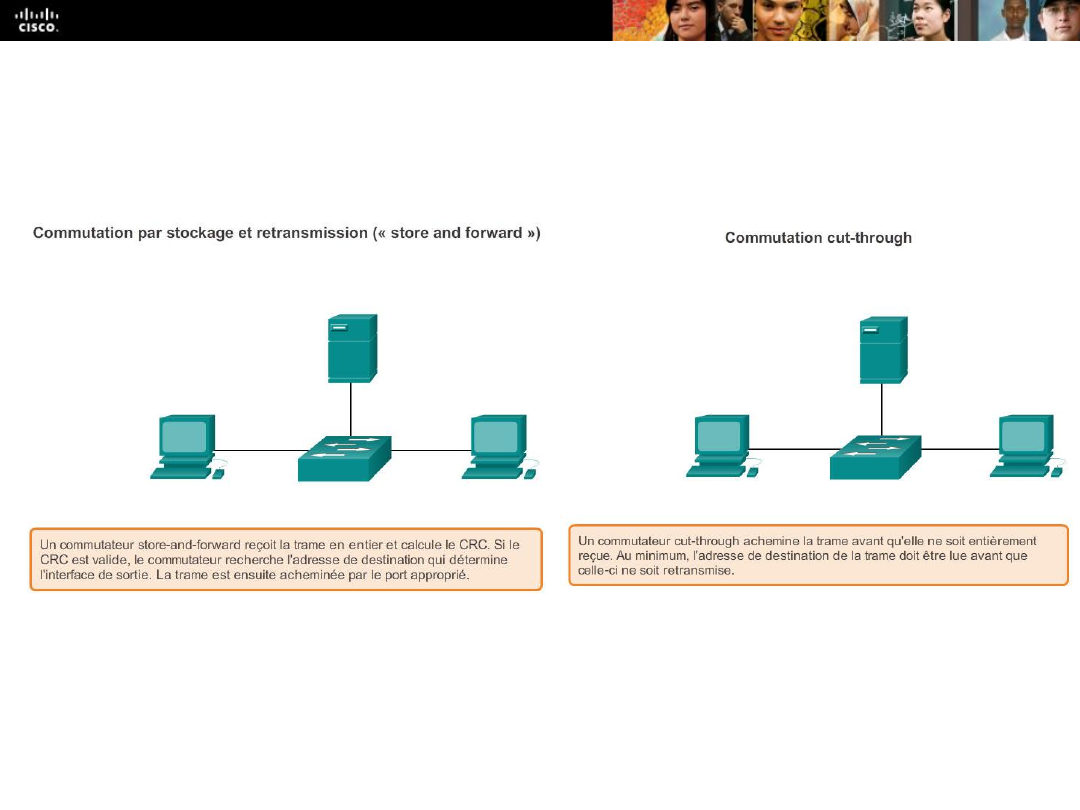 CISCO.
Commutation par stockage et retransmission (« store and forward »)
Un commutateur store-and-forward reçoit la trame en entier et calcule le CRC. Si le
CRC est valide, le commutateur recherche l'adresse de destination qui détermine
l'interface de sortie. La trame est ensuite acheminée par le port approprié.
Commutation cut-through
Un commutateur cut-through achemine la trame avant qu'elle ne soit entièrement
reçue. Au minimum, l'adresse de destination de la trame doit être lue avant que
celle-ci ne soit retransmise.